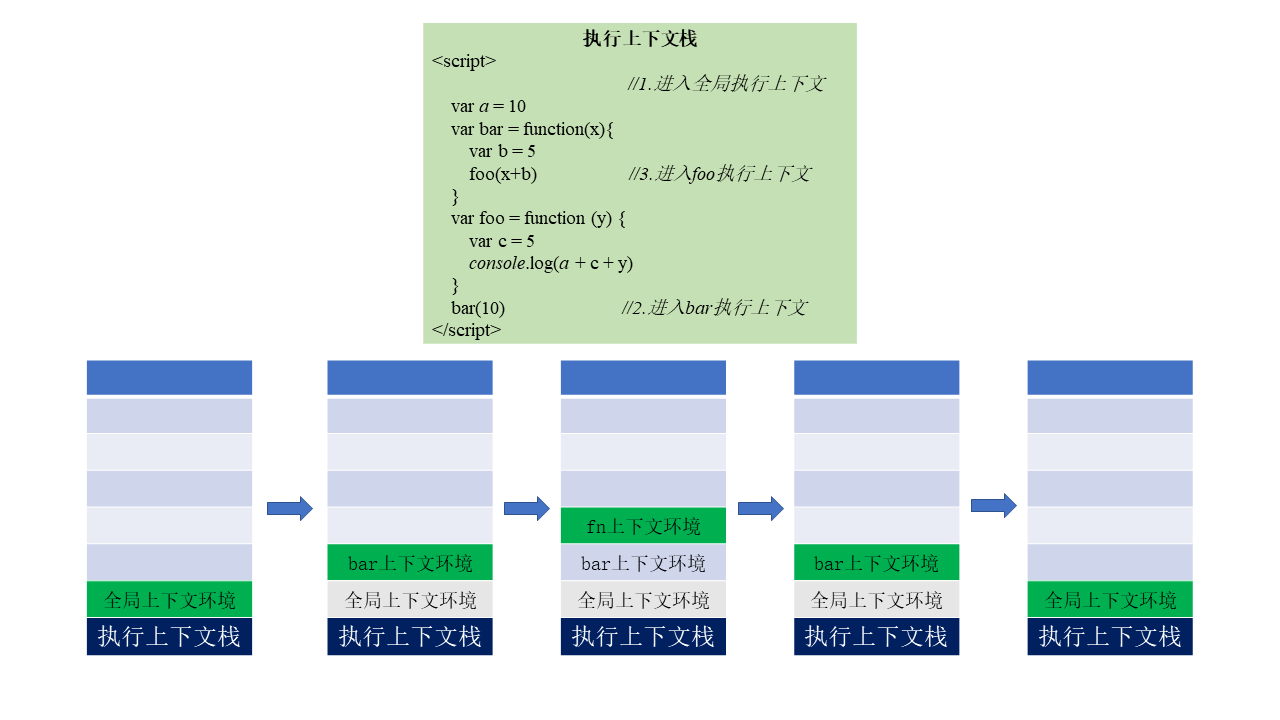 执行上下文栈
<script>
//1.进入全局执行上下文
var a = 10
var bar = function(x){
var b = 5
foo(x+b) //3.进入foo执行上下文
}
var foo = function (y) {
var c = 5
console.log(a + c + y)
}
bar(10) //2.进入bar执行上下文
</script>
fn上下文环境
bar上下文环境 bar上下文环境 bar上下文环境
全局上下文环境 全局上下文环境 全局上下文环境 全局上下文环境 全局上下文环境
执行上下文栈 执行上下文栈 执行上下文栈 执行上下文栈 执行上下文栈